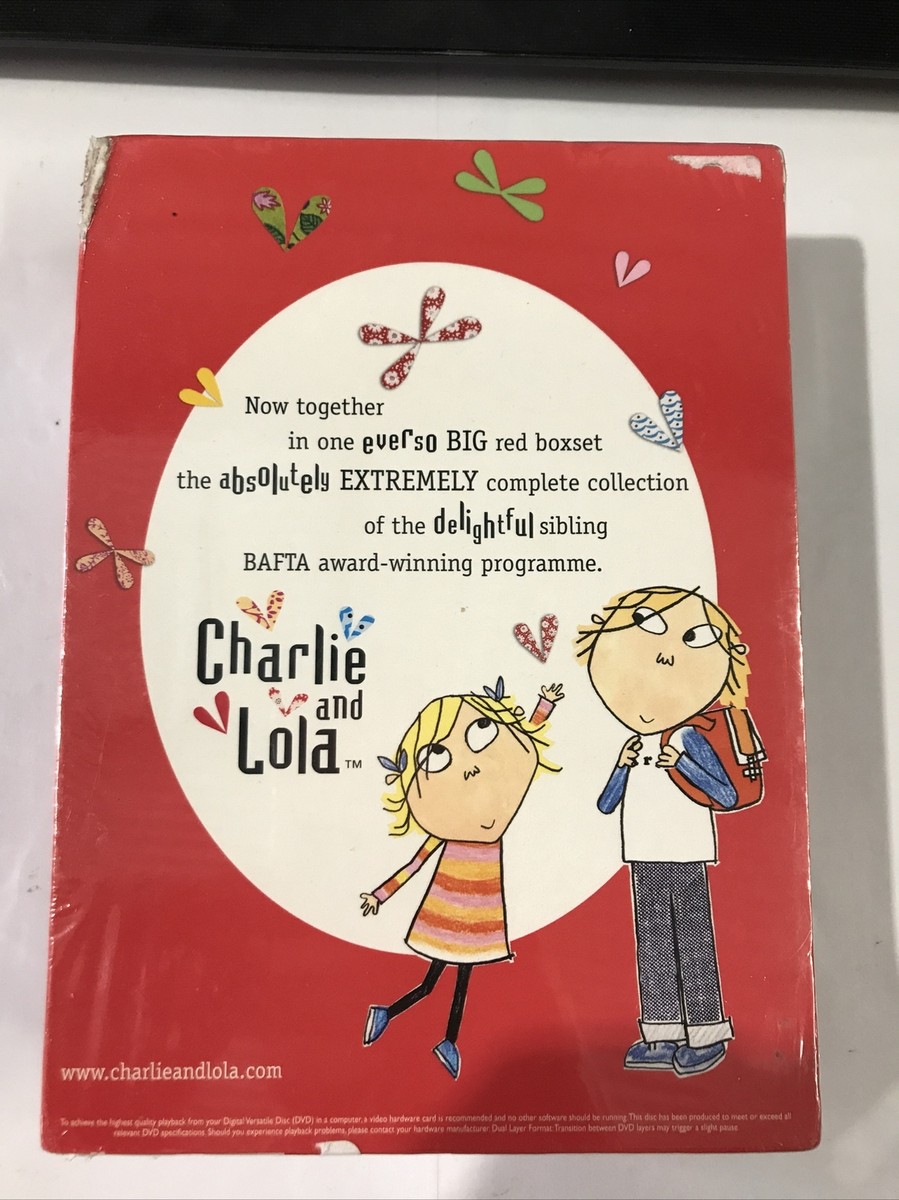 Now together
in one everso BIG red boxset
the absolutely EXTREMELY complete collection
of the delightful sibling
BAFTA award-winning programme.
Charlie
and
Lola™
r
www.charlieandlola.com
To achieve the highest quality playback from your Digital Versatile Disc (DVD) in a computer, a video hardware card is recommended and no other software should be running. This disc has been produced to meet or exceed all
relevant DVD specifications. Should you experience playback problems, please contact your hardware manufacturer. Dual Layer Format: Transition between DVD layers may trigger a slight pause